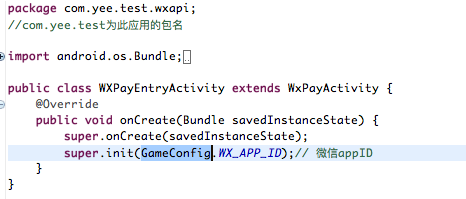 package com.yee.test.wxapi;
//com.yee.test为此应用的包名
import android.os.Bundle;
public class WXPayEntryActivity extends WxPayActivity {
@Override
public void onCreate(Bundle savedInstanceState) {
super.onCreate(savedInstanceState);
super.init(GameConfig.WX_APP_ID);// 微信appID
}
}